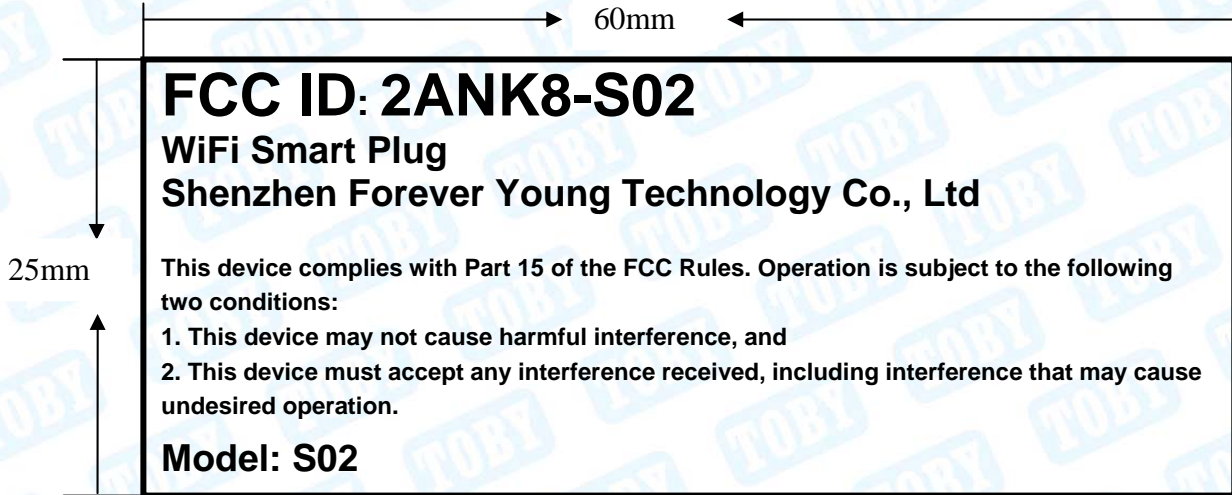 60mm
FCC ID: 2ANK8-S02
WiFi Smart Plug
Shenzhen Forever Young Technology Co., Ltd
25mm
This device complies with Part 15 of the FCC Rules. Operation is subject to the following
two conditions:
1. This device may not cause harmful interference, and
2. This device must accept any interference received, including interference that may cause
undesired operation.
Model: S02
TOBY